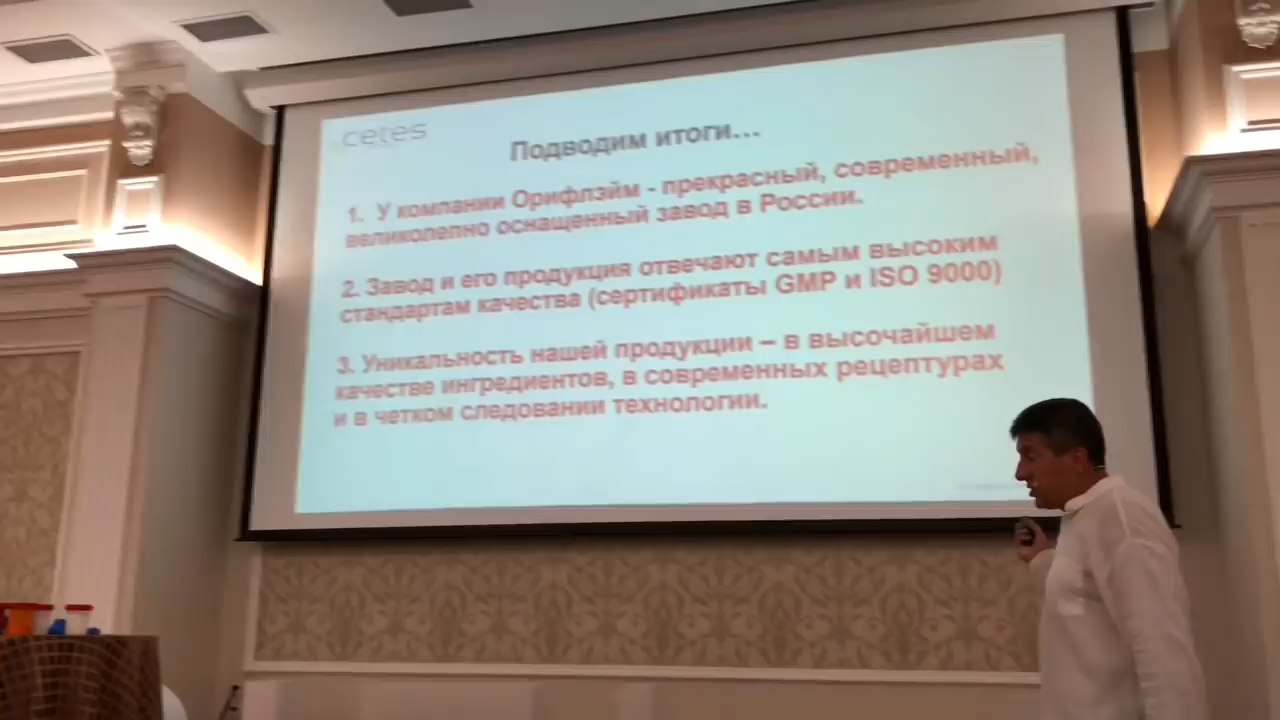 cetes
Подводим итоги...
1. У компании Орифлэйм - прекрасный, современный,
великолепно оснащенный завод в России.
2. Завод и его продукция отвечают самым высоким
стандартам качества (сертификаты GMP и ISO 9000)
3. Уникальность нашей продукции – в высочайшем
качестве ингредиентов, в современных рецептурах
и в четком следовании технологии.